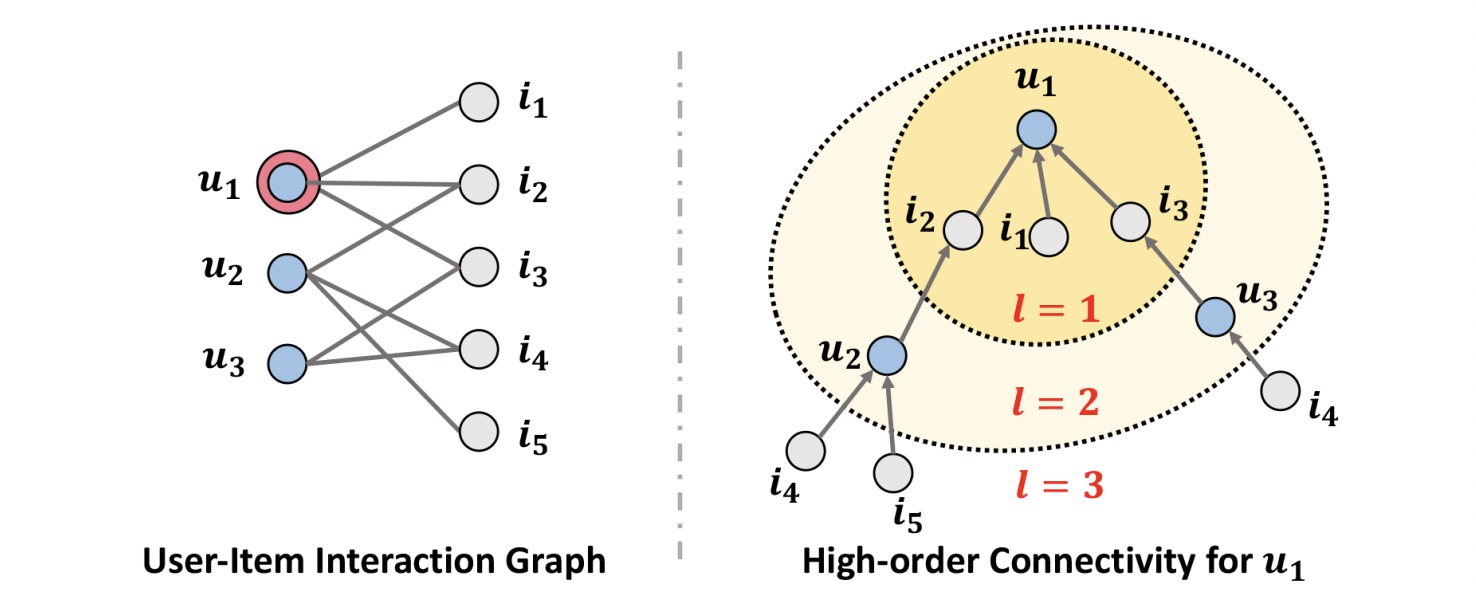 u₁
u₂
u₃
i₁
i₂
i₃
i₄
i₅
User-Item Interaction Graph
u₁
i₂
i₁
i₃
l = 1
u₂
u₃
l = 2
i₄
i₄
i₅
l = 3
High-order Connectivity for u₁